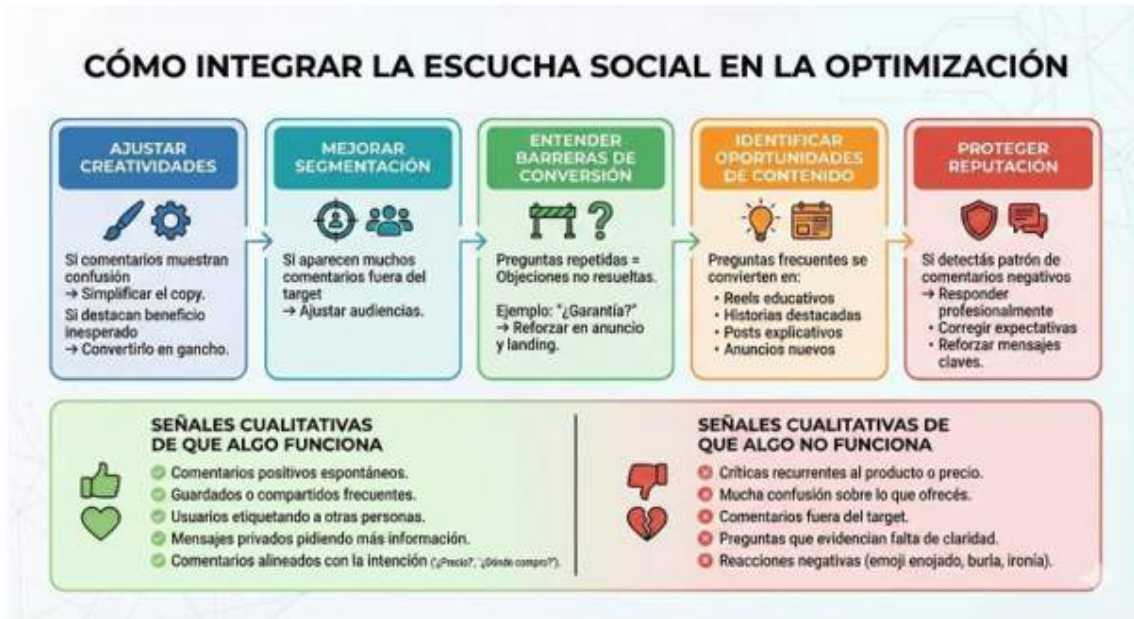 CÓMO INTEGRAR LA ESCUCHA SOCIAL EN LA OPTIMIZACIÓN
AJUSTAR
CREATIVIDADES
Si comentarios muestran
confusión
→ Simplificar el copy.
Si destacan beneficio
inesperado
→ Convertirlo en gancho.
MEJORAR
SEGMENTACIÓN
Si aparecen muchos
comentarios fuera del
target
→ Ajustar audiencias.
ENTENDER
BARRERAS DE
CONVERSIÓN
Preguntas repetidas =
Objeciones no resueltas.
Ejemplo: "¿Garantía?"
→ Reforzar en anuncio
y landing.
IDENTIFICAR
OPORTUNIDADES
DE CONTENIDO
Preguntas frecuentes se
convierten en:
• Reels educativos
• Historias destacadas
• Posts explicativos
• Anuncios nuevos
PROTEGER
REPUTACIÓN
Si detectás patrón de
comentarios negativos
→ Responder
profesionalmente
• Corregir expectativas
• Reforzar mensajes
claves.
SEÑALES CUALITATIVAS
DE QUE ALGO FUNCIONA
Comentarios positivos espontáneos.
Guardados o compartidos frecuentes.
Usuarios etiquetando a otras personas.
Mensajes privados pidiendo más información.
Comentarios alineados con la intención ("¿Precio?", "¿Dónde compro?").
SEÑALES CUALITATIVAS DE
QUE ALGO NO FUNCIONA
Críticas recurrentes al producto o precio.
Mucha confusión sobre lo que ofrecés.
Comentarios fuera del target.
Preguntas que evidencian falta de claridad.
Reacciones negativas (emoji enojado, burla, ironía).